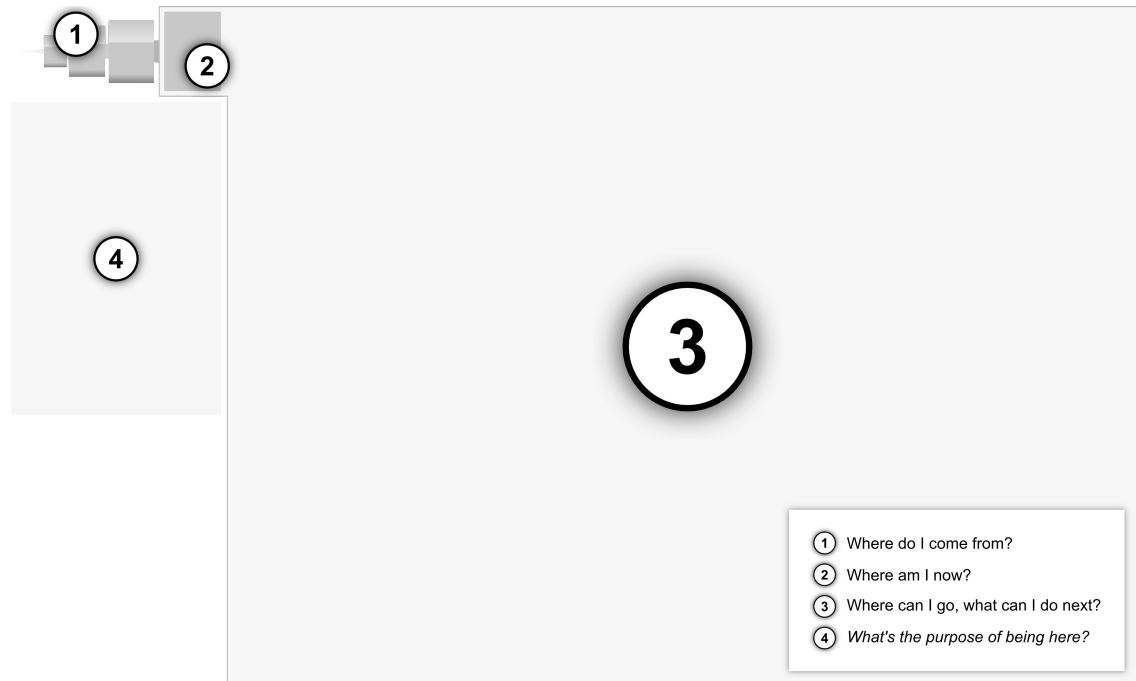 1
2
3
4
1 Where do I come from?
2 Where am I now?
3 Where can I go, what can I do next?
4 What's the purpose of being here?